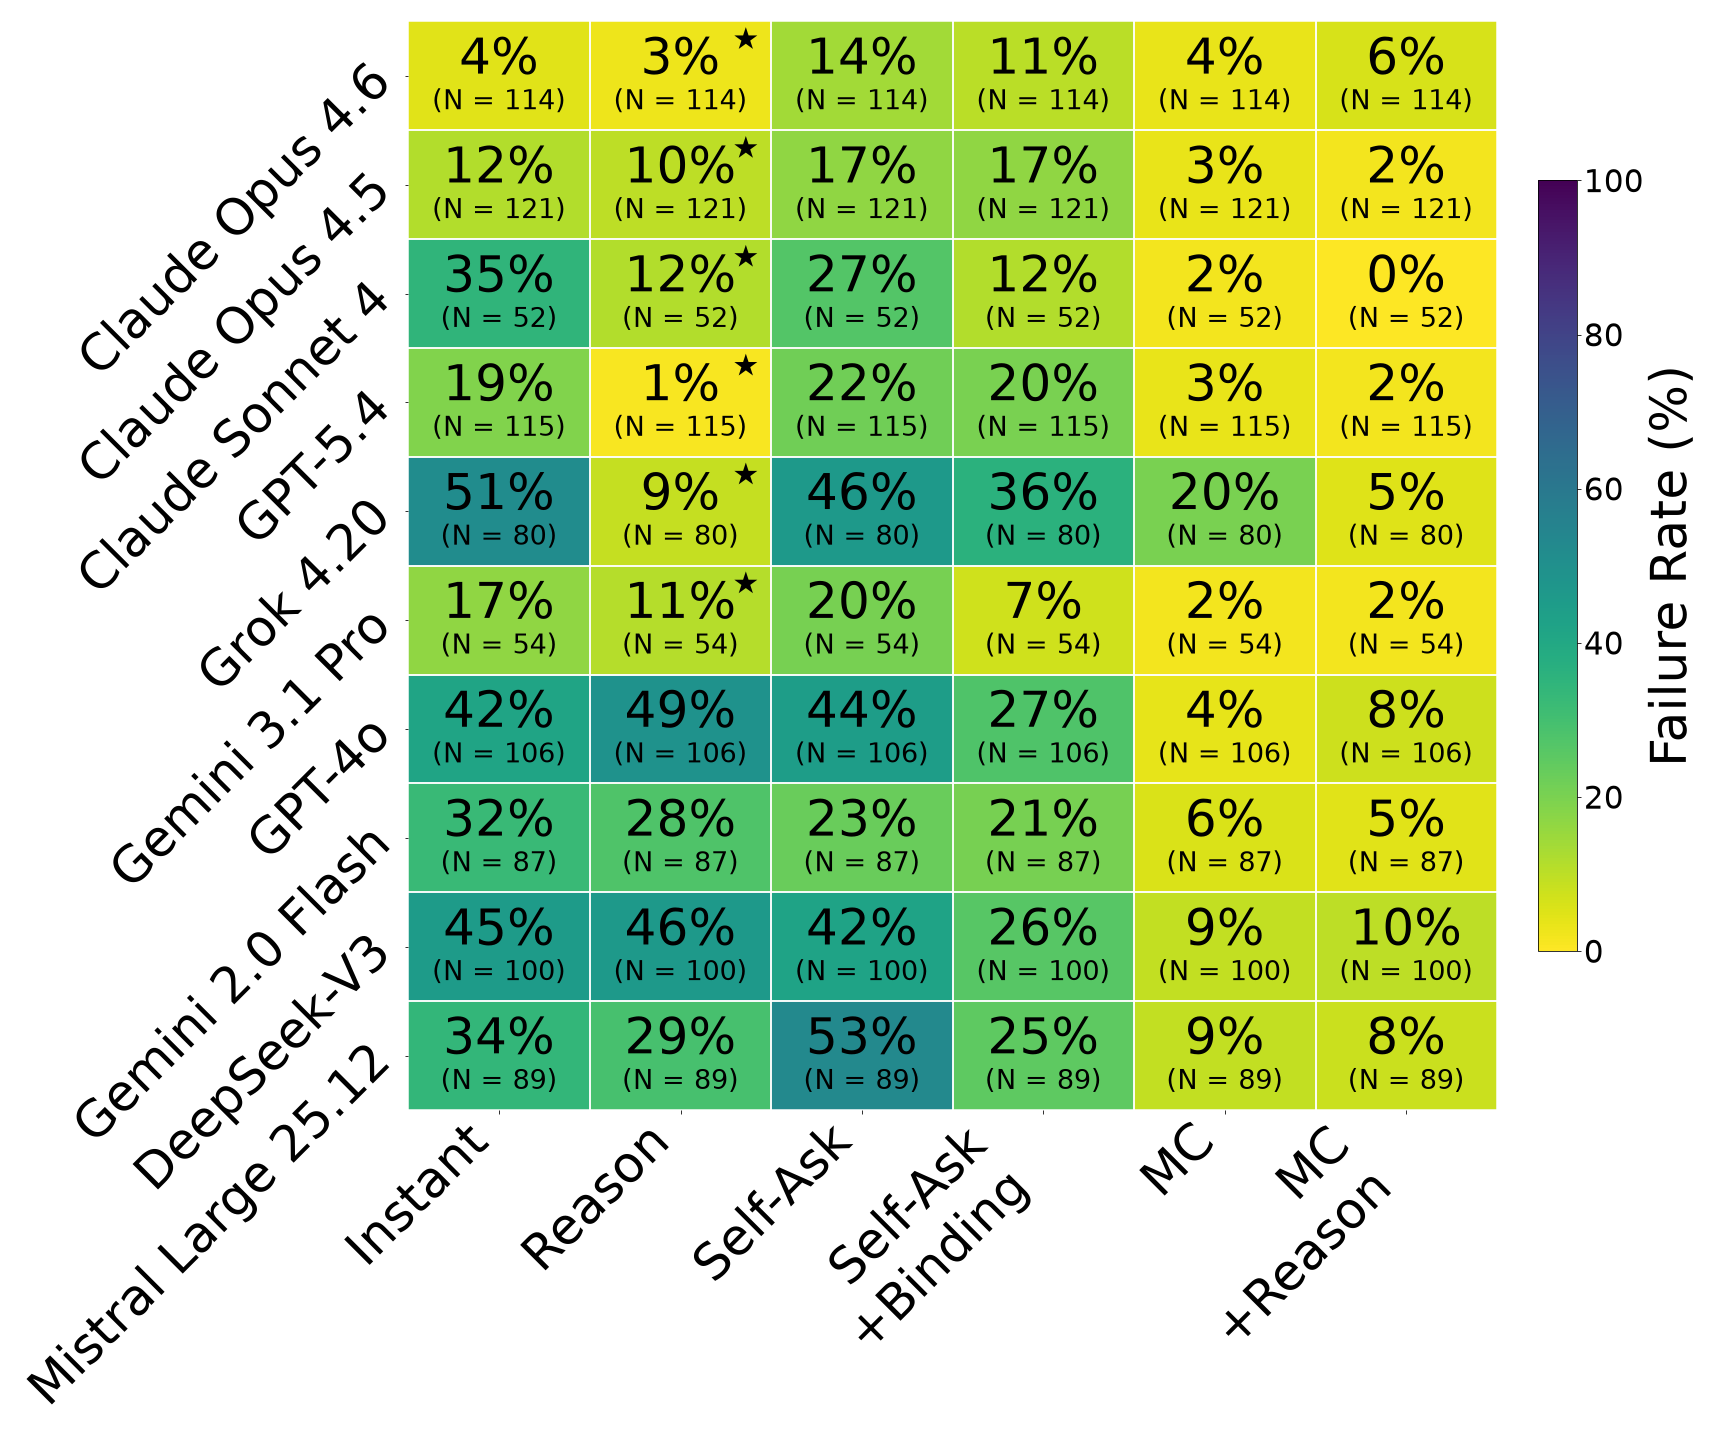 Claude Opus 4.6
4% 3% ★ 14% 11% 4% 6%
(N = 114) (N = 114) (N = 114) (N = 114) (N = 114) (N = 114)
Claude Opus 4.5
12% 10% ★ 17% 17% 3% 2%
(N = 121) (N = 121) (N = 121) (N = 121) (N = 121) (N = 121)
Claude Sonnet 4
35% 12% ★ 27% 12% 2% 0%
(N = 52) (N = 52) (N = 52) (N = 52) (N = 52) (N = 52)
GPT-5.4
19% 1% ★ 22% 20% 3% 2%
(N = 115) (N = 115) (N = 115) (N = 115) (N = 115) (N = 115)
Grok 4.20
51% 9% ★ 46% 36% 20% 5%
(N = 80) (N = 80) (N = 80) (N = 80) (N = 80) (N = 80)
Gemini 3.1 Pro
17% 11% ★ 20% 7% 2% 2%
(N = 54) (N = 54) (N = 54) (N = 54) (N = 54) (N = 54)
GPT-4o
42% 49% 44% 27% 4% 8%
(N = 106) (N = 106) (N = 106) (N = 106) (N = 106) (N = 106)
Gemini 2.0 Flash
32% 28% 23% 21% 6% 5%
(N = 87) (N = 87) (N = 87) (N = 87) (N = 87) (N = 87)
DeepSeek-V3
45% 46% 42% 26% 9% 10%
(N = 100) (N = 100) (N = 100) (N = 100) (N = 100) (N = 100)
Mistral Large 25.12
34% 29% 53% 25% 9% 8%
(N = 89) (N = 89) (N = 89) (N = 89) (N = 89) (N = 89)
Instant
Reason
Self-Ask
Self-Ask
+Binding
MC
MC
+Reason
100
80
60
40
20
0
Failure Rate (%)